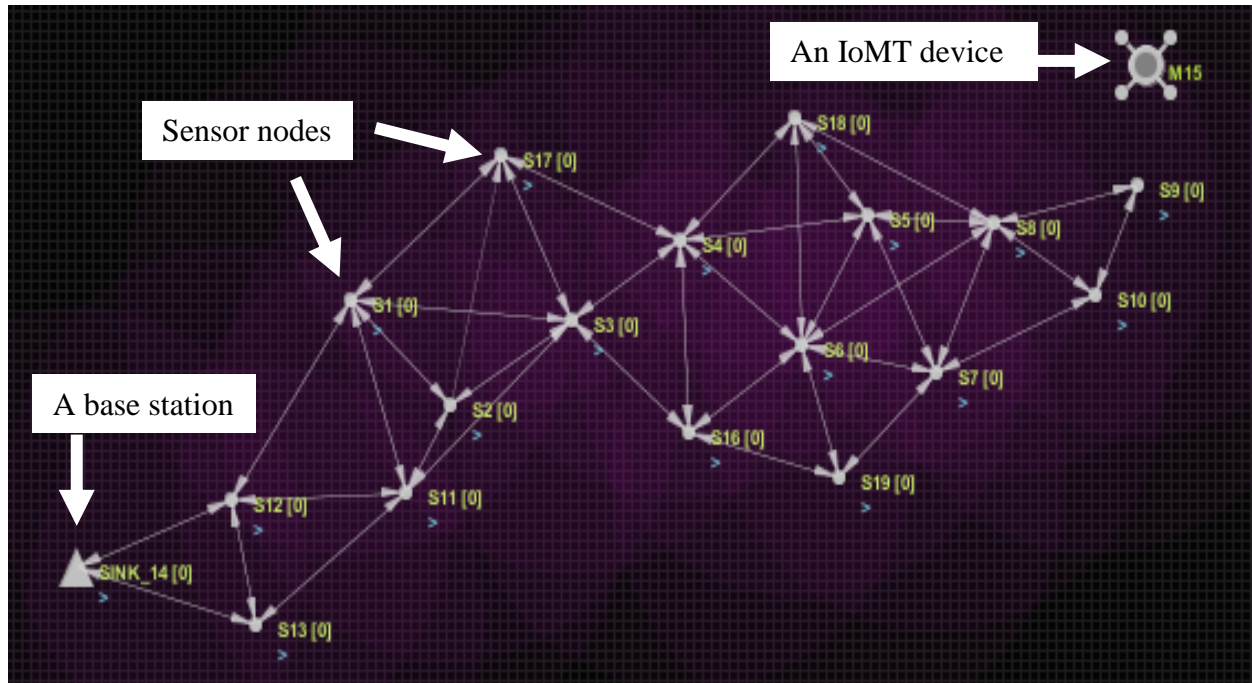 An IoMT device
M15
Sensor nodes
S18 [0]
>
S17 [0]
>
S9 [0]
>
S5 [0]
>
S8 [0]
>
S4 [0]
>
S10 [0]
>
S1 [0]
>
S3 [0]
>
S6 [0]
>
S7 [0]
>
A base station
S2 [0]
>
S16 [0]
>
S19 [0]
>
S12 [0]
>
S11 [0]
>
SINK_14 [0]
>
S13 [0]
>